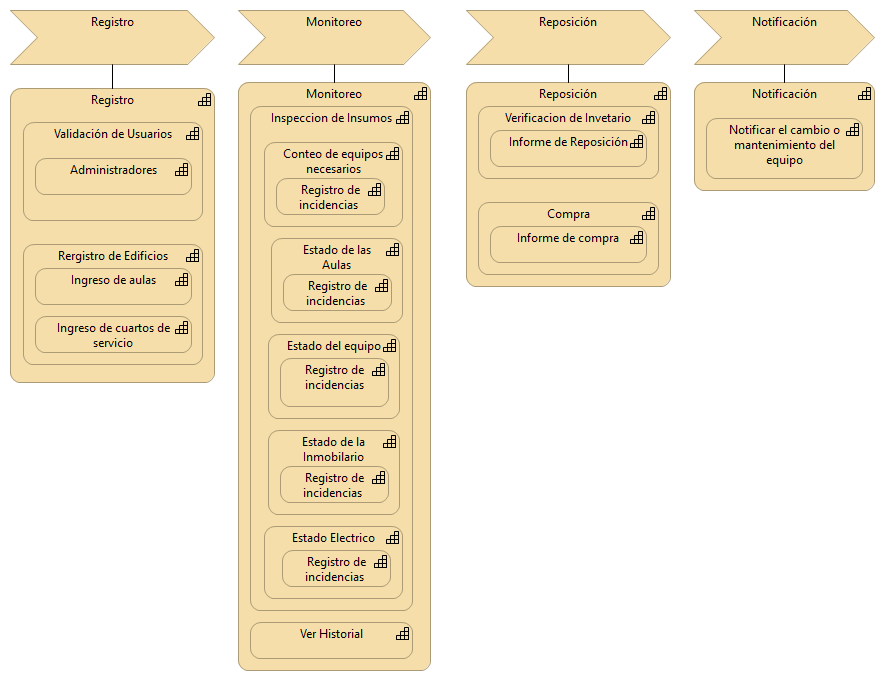 Registro
Monitoreo
Reposición
Notificación
Registro
Validación de Usuarios
Administradores
Rergistro de Edificios
Ingreso de aulas
Ingreso de cuartos de
servicio
Monitoreo
Inspeccion de Insumos
Conteo de equipos
necesarios
Registro de
incidencias
Estado de las
Aulas
Registro de
incidencias
Estado del equipo
Registro de
incidencias
Estado de la
Inmobilario
Registro de
incidencias
Estado Electrico
Registro de
incidencias
Ver Historial
Reposición
Verificacion de Invetario
Informe de Reposición
Compra
Informe de compra
Notificación
Notificar el cambio o
mantenimiento del
equipo